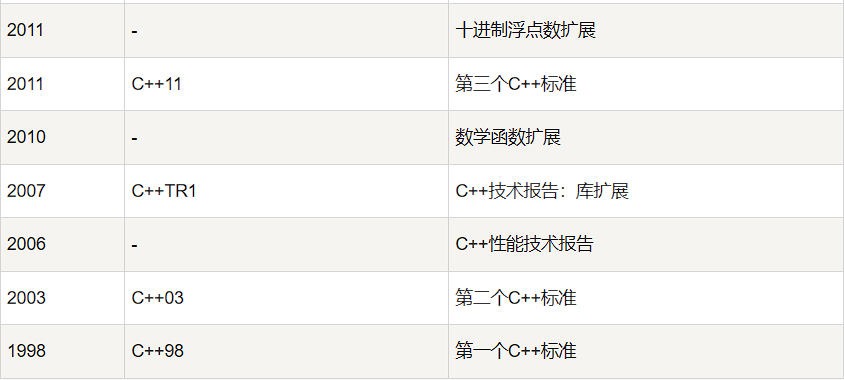 2011 - 十进制浮点数扩展
2011 C++11 第三个C++标准
2010 - 数学函数扩展
2007 C++TR1 C++技术报告：库扩展
2006 - C++性能技术报告
2003 C++03 第二个C++标准
1998 C++98 第一个C++标准